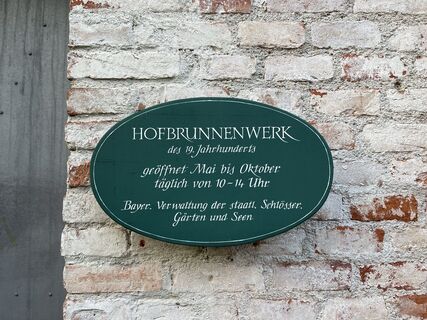 HOFBRUNNENWERK
des 19. Jahrhunderts
geöffnet Mai bis Oktober
täglich von 10-14 Uhr
Bayer. Verwaltung der staatl. Schlösser,
Gärten und Seen